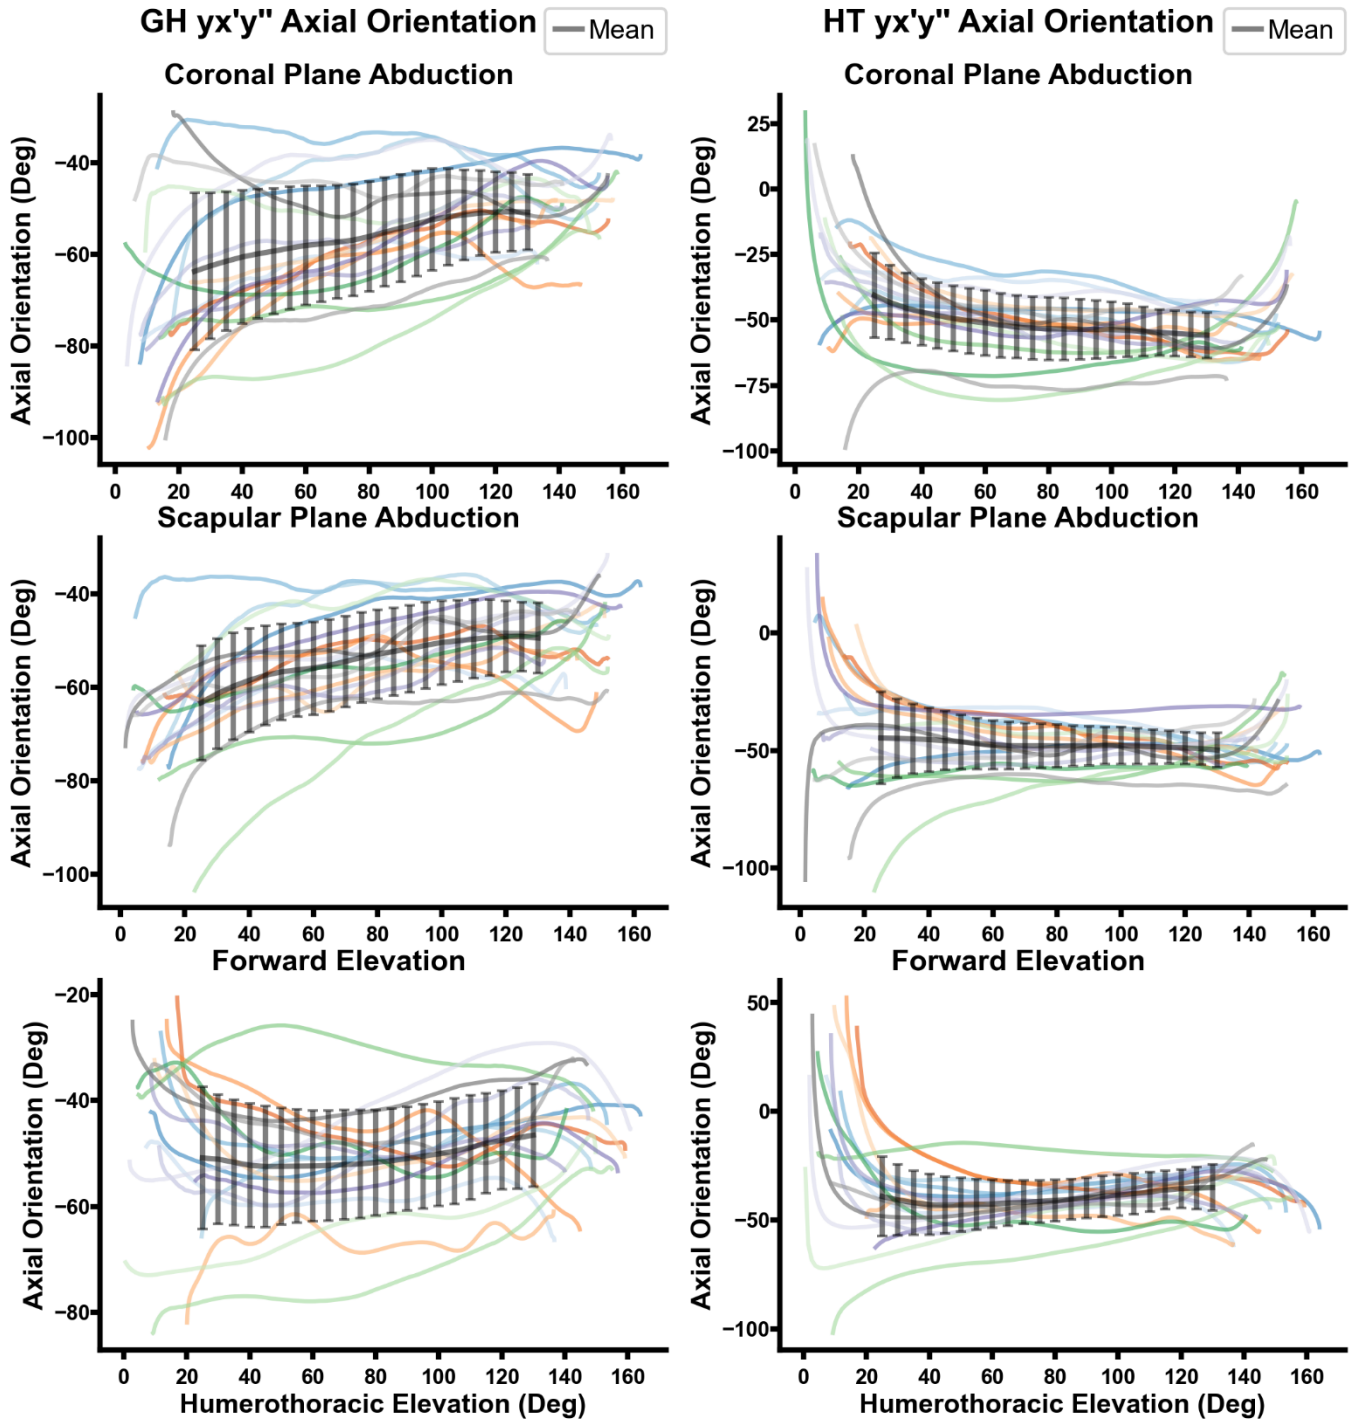 GH yx'y'' Axial Orientation
Mean
HT yx'y'' Axial Orientation
Mean
Coronal Plane Abduction
Axial Orientation (Deg)
−40
−60
−80
−100
0 20 40 60 80 100 120 140 160
Coronal Plane Abduction
Axial Orientation (Deg)
25
0
−25
−50
−75
−100
0 20 40 60 80 100 120 140 160
Scapular Plane Abduction
Axial Orientation (Deg)
−40
−60
−80
−100
0 20 40 60 80 100 120 140 160
Scapular Plane Abduction
Axial Orientation (Deg)
0
−50
−100
0 20 40 60 80 100 120 140 160
Forward Elevation
Axial Orientation (Deg)
−20
−40
−60
−80
0 20 40 60 80 100 120 140 160
Humerothoracic Elevation (Deg)
Forward Elevation
Axial Orientation (Deg)
50
0
−50
−100
0 20 40 60 80 100 120 140 160
Humerothoracic Elevation (Deg)